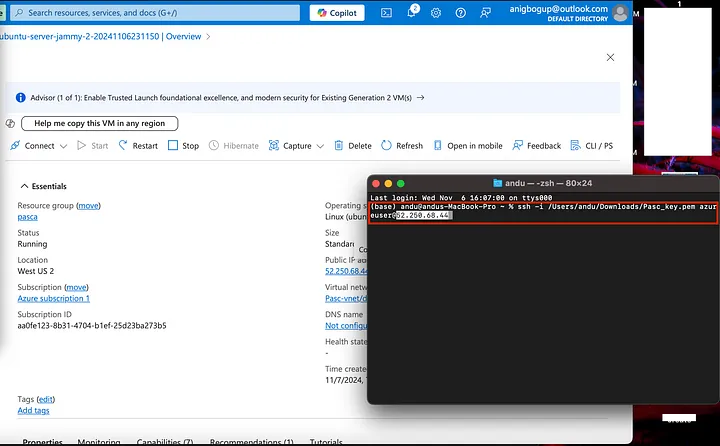 Search resources, services, and docs (G+/)
Copilot
2
anigbogup@outlook.com
DEFAULT DIRECTORY
1
ubuntu-server-jammy-2-20241106231150 | Overview
Advisor (1 of 1): Enable Trusted Launch foundational excellence, and modern security for Existing Generation 2 VM(s)
Help me copy this VM in any region
Connect
Start
Restart
Stop
Hibernate
Capture
Delete
Refresh
Open in mobile
Feedback
CLI / PS
Essentials
Resource group (move)
pasca
Status
Running
Location
West US 2
Subscription (move)
Azure subscription 1
Subscription ID
aa0fe123-8b31-4704-b1ef-25d23ba273b5
Tags (edit)
Add tags
Operating s
Linux (ubun
Size
Standar
Public IP a
52.250.68.44
Virtual netw
Pasc-vnet/d
DNS name
Not configu
Health state
-
Time create
11/7/2024,
andu — -zsh — 80×24
Last login: Wed Nov  6 16:07:00 on ttys000
(base) andu@andus-MacBook-Pro ~ % ssh -i /Users/andu/Downloads/Pasc_key.pem azur
euser@52.250.68.44
Properties
Monitoring
Capabilities (7)
Recommendations (1)
Tutorials